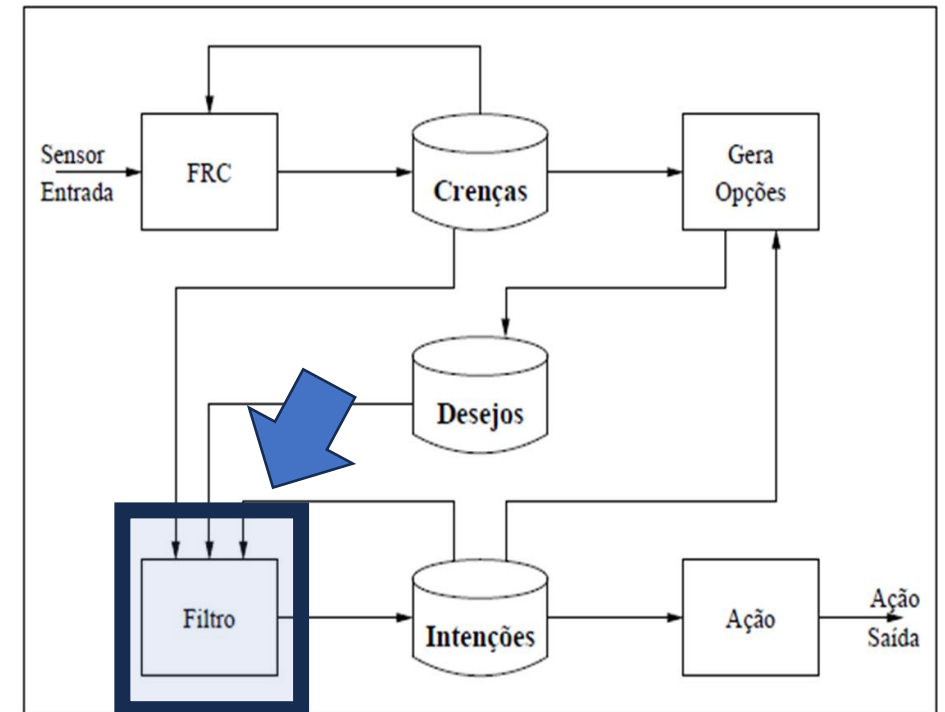 Sensor
Entrada
FRC
Crenças
Gera
Opções
Desejos
Filtro
Intenções
Ação
Ação
Saída